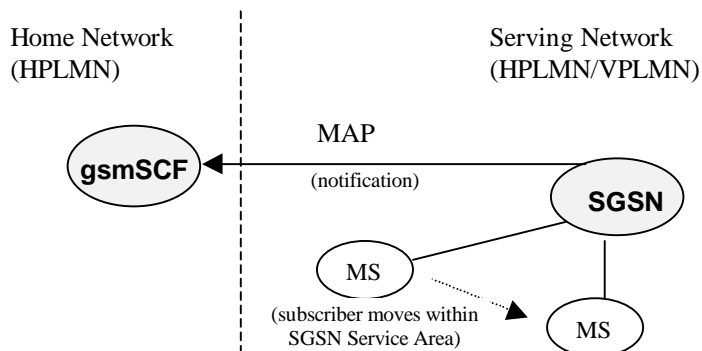 Home Network
(HPLMN)
Serving Network
(HPLMN/VPLMN)
MAP
(notification)
gsmSCF
SGSN
MS
(subscriber moves within
SGSN Service Area)
MS